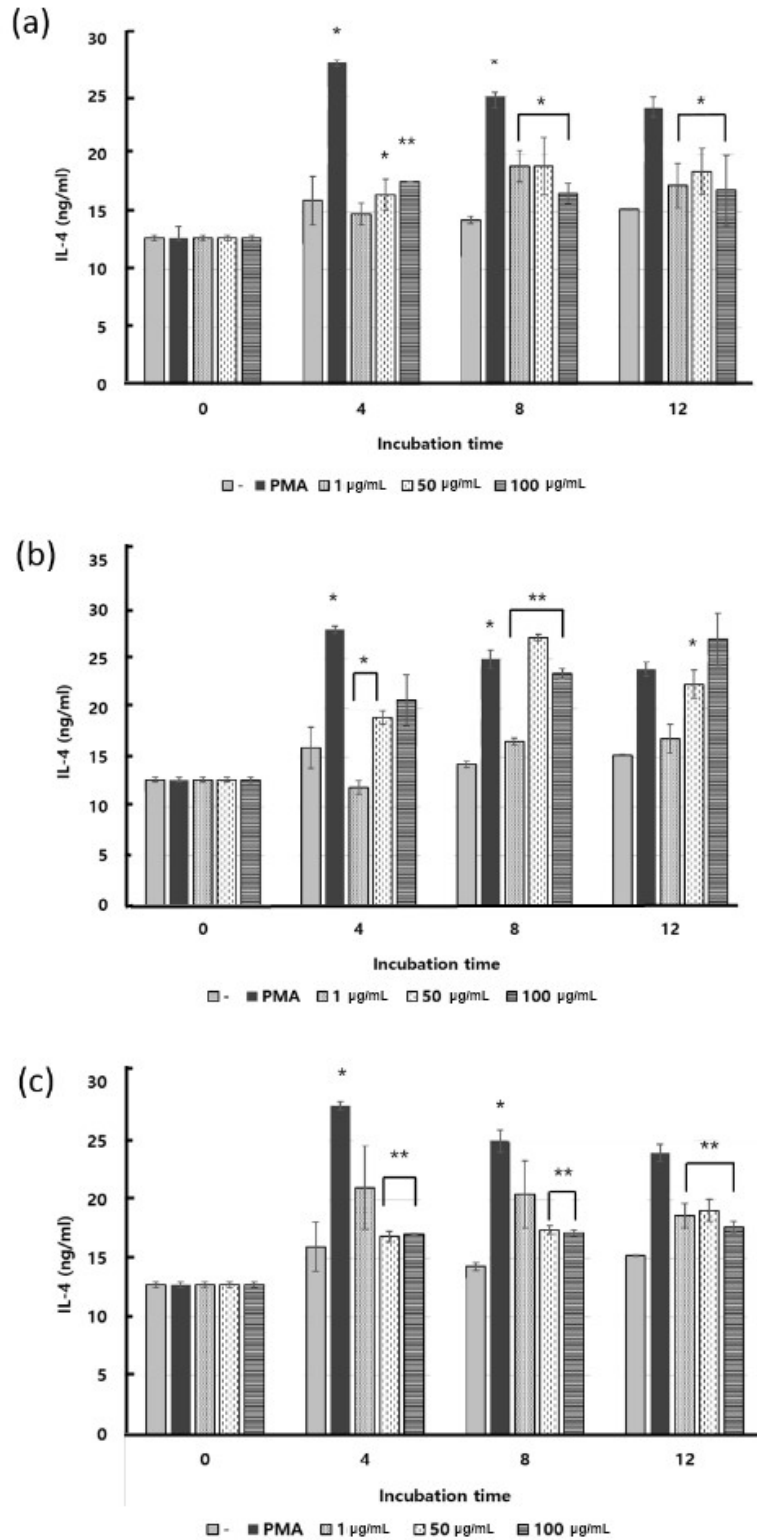 (a)
30
25
20
15
10
5
0
IL-4 (ng/ml)
*
*
**
*
*
*
0 4 8 12
Incubation time
- PMA 1 µg/mL 50 µg/mL 100 µg/mL
(b)
35
30
25
20
15
10
5
0
IL-4 (ng/ml)
*
*
*
**
*
0 4 8 12
Incubation time
- PMA 1 µg/mL 50 µg/mL 100 µg/mL
(c)
30
25
20
15
10
5
0
IL-4 (ng/ml)
*
**
*
**
**
0 4 8 12
Incubation time
- PMA 1 µg/mL 50 µg/mL 100 µg/mL